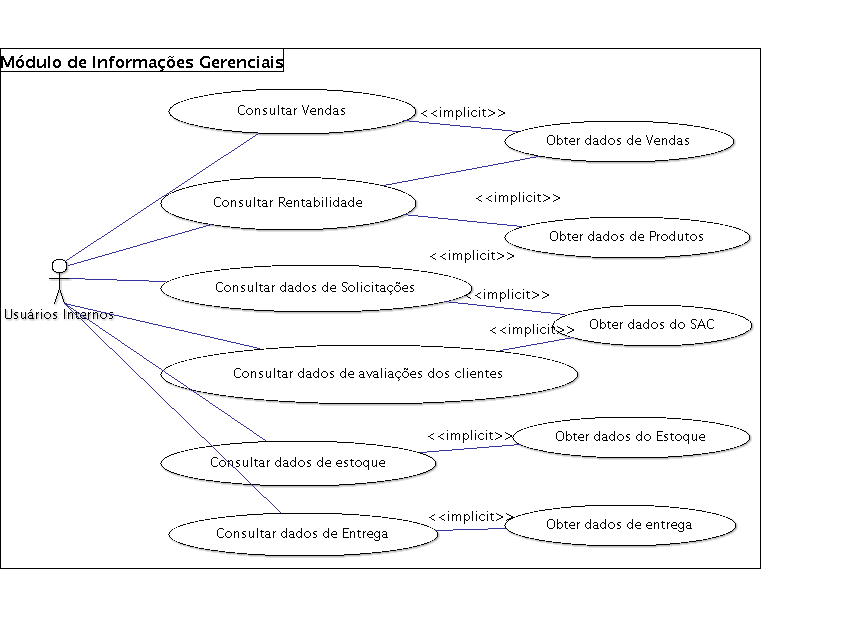 Módulo de Informações Gerenciais
Consultar Vendas
<<implicit>>
Obter dados de Vendas
Consultar Rentabilidade
<<implicit>>
Obter dados de Produtos
<<implicit>>
Consultar dados de Solicitações
<<implicit>>
Usuários Internos
Obter dados do SAC
<<implicit>>
Consultar dados de avaliações dos clientes
<<implicit>>
Obter dados do Estoque
Consultar dados de estoque
<<implicit>>
Obter dados de entrega
Consultar dados de Entrega